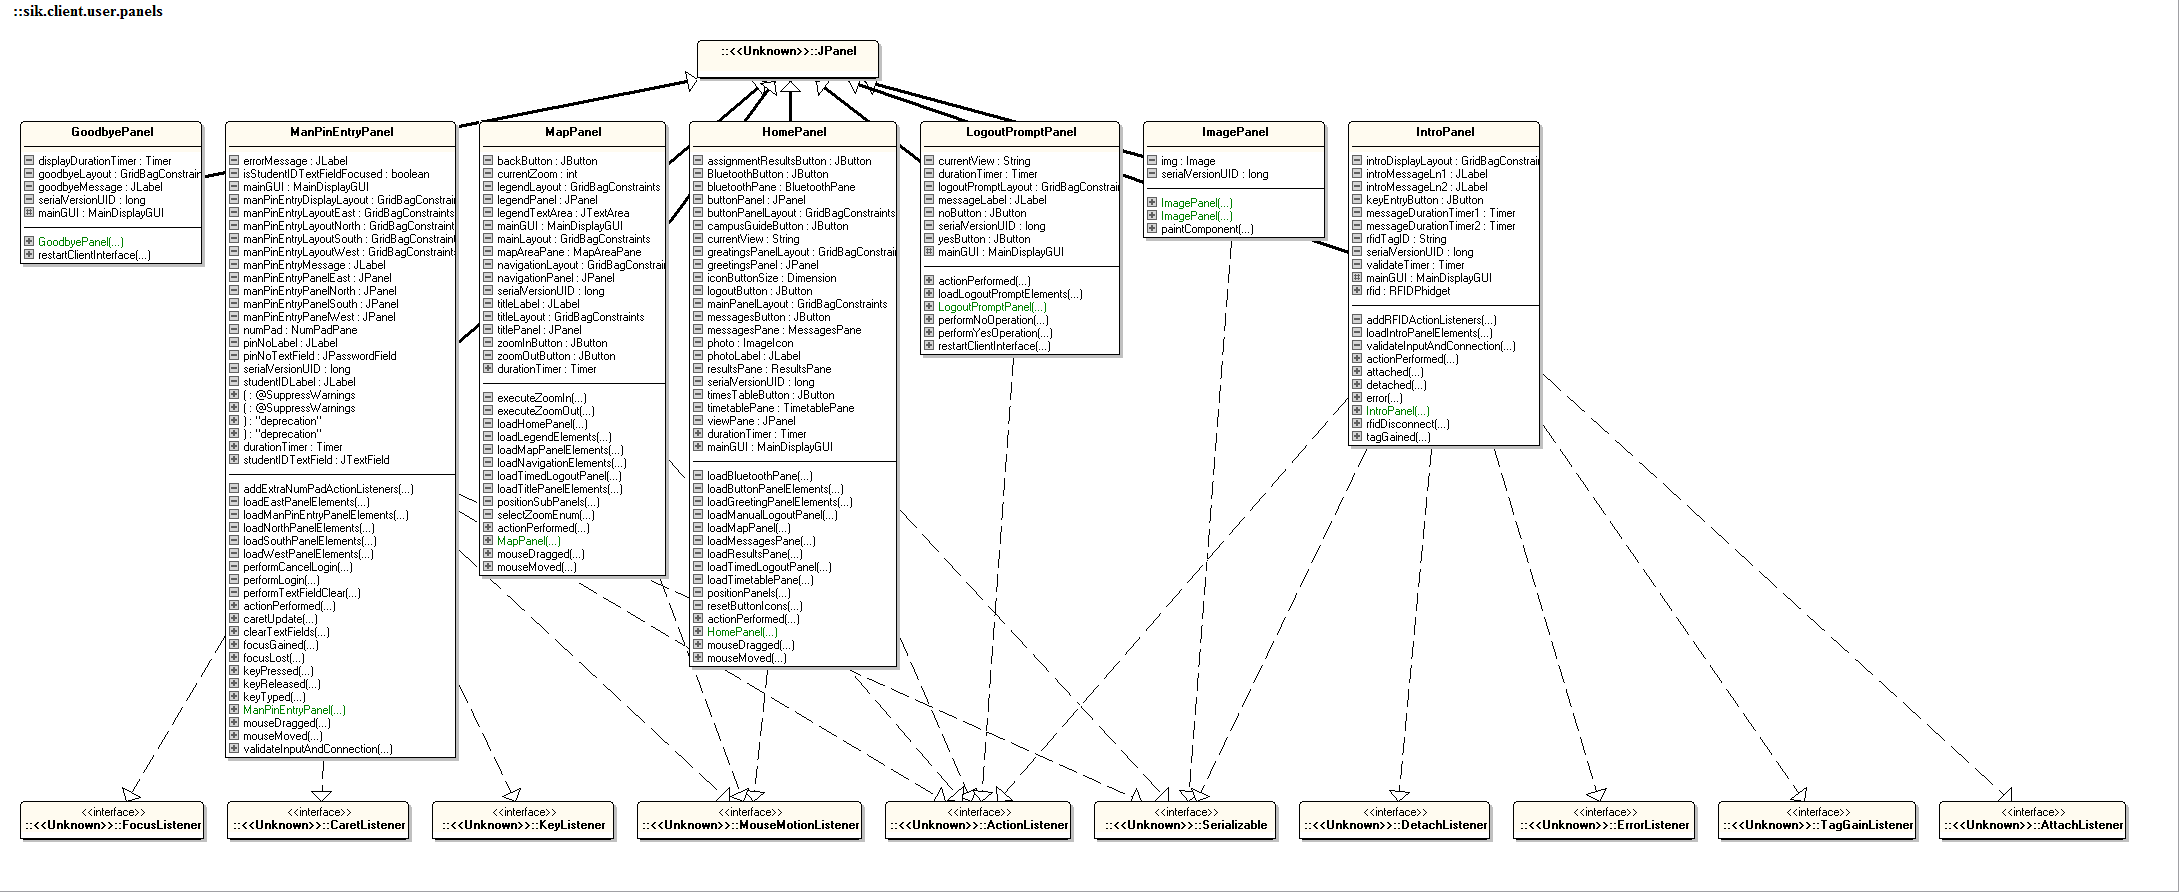 ::sik.client.user.panels
::<<Unknown>>::JPanel
GoodbyePanel
displayDurationTimer : Timer
goodbyeLayout : GridBagConstrain
goodbyeMessage : JLabel
serialVersionUID : long
mainGUI : MainDisplayGUI
GoodbyePanel(...)
restartClientInterface(...)
ManPinEntryPanel
errorMessage : JLabel
isStudentIDTextFieldFocused : boolean
mainGUI : MainDisplayGUI
manPinEntryDisplayLayout : GridBagConstrai
manPinEntryLayoutEast : GridBagConstraints
manPinEntryLayoutNorth : GridBagConstraint
manPinEntryLayoutSouth : GridBagConstraint
manPinEntryLayoutWest : GridBagConstraint
manPinEntryMessage : JLabel
manPinEntryPanelEast : JPanel
manPinEntryPanelNorth : JPanel
manPinEntryPanelSouth : JPanel
manPinEntryPanelWest : JPanel
numPad : NumPadPane
pinNoLabel : JLabel
pinNoTextField : JPasswordField
serialVersionUID : long
studentIDLabel : JLabel
( : @SuppressWarnings
( : @SuppressWarnings
) : "deprecation"
) : "deprecation"
durationTimer : Timer
studentIDTextField : JTextField
addExtraNumPadActionListeners(...)
loadEastPanelElements(...)
loadManPinEntryPanelElements(...)
loadNorthPanelElements(...)
loadSouthPanelElements(...)
loadWestPanelElements(...)
performCancelLogin(...)
performLogin(...)
performTextFieldClear(...)
actionPerformed(...)
caretUpdate(...)
clearTextFields(...)
focusGained(...)
focusLost(...)
keyPressed(...)
keyReleased(...)
keyTyped(...)
ManPinEntryPanel(...)
mouseDragged(...)
mouseMoved(...)
validateInputAndConnection(...)
MapPanel
backButton : JButton
currentZoom : int
legendLayout : GridBagConstraints
legendPanel : JPanel
legendTextArea : JTextArea
mainGUI : MainDisplayGUI
mainLayout : GridBagConstraints
mapAreaPane : MapAreaPane
navigationLayout : GridBagConstrai
navigationPanel : JPanel
serialVersionUID : long
titleLabel : JLabel
titleLayout : GridBagConstraints
titlePanel : JPanel
zoomInButton : JButton
zoomOutButton : JButton
durationTimer : Timer
executeZoomIn(...)
executeZoomOut(...)
loadHomePanel(...)
loadLegendElements(...)
loadMapPanelElements(...)
loadNavigationElements(...)
loadTimedLogoutPanel(...)
loadTitlePanelElements(...)
positionSubPanels(...)
selectZoomEnum(...)
actionPerformed(...)
MapPanel(...)
mouseDragged(...)
mouseMoved(...)
HomePanel
assignmentResultsButton : JButton
BluetoothButton : JButton
bluetoothPane : BluetoothPane
buttonPanel : JPanel
buttonPanelLayout : GridBagConstraints
campusGuideButton : JButton
currentView : String
greetingsPanelLayout : GridBagConstrai
greetingsPanel : JPanel
iconButtonSize : Dimension
logoutButton : JButton
mainPanelLayout : GridBagConstraints
messagesButton : JButton
messagesPane : MessagesPane
photo : ImageIcon
photoLabel : JLabel
resultsPane : ResultsPane
serialVersionUID : long
timesTableButton : JButton
timetablePane : TimetablePane
viewPane : JPanel
durationTimer : Timer
mainGUI : MainDisplayGUI
loadBluetoothPane(...)
loadButtonPanelElements(...)
loadGreetingPanelElements(...)
loadManualLogoutPanel(...)
loadMapPanel(...)
loadMessagesPane(...)
loadResultsPane(...)
loadTimedLogoutPanel(...)
loadTimetablePane(...)
positionPanels(...)
resetButtonIcons(...)
actionPerformed(...)
HomePanel(...)
mouseDragged(...)
mouseMoved(...)
LogoutPromptPanel
currentView : String
durationTimer : Timer
logoutPromptLayout : GridBagConstrai
messageLabel : JLabel
noButton : JButton
serialVersionUID : long
yesButton : JButton
mainGUI : MainDisplayGUI
actionPerformed(...)
loadLogoutPromptElements(...)
LogoutPromptPanel(...)
performNoOperation(...)
performYesOperation(...)
restartClientInterface(...)
ImagePanel
img : Image
serialVersionUID : long
ImagePanel(...)
ImagePanel(...)
paintComponent(...)
IntroPanel
introDisplayLayout : GridBagConstrai
introMessageLn1 : JLabel
introMessageLn2 : JLabel
keyEntryButton : JButton
messageDurationTimer1 : Timer
messageDurationTimer2 : Timer
rfidTagID : String
serialVersionUID : long
validateTimer : Timer
mainGUI : MainDisplayGUI
rfid : RFIDPhidget
addRFIDActionListeners(...)
loadIntroPanelElements(...)
validateInputAndConnection(...)
actionPerformed(...)
attached(...)
detached(...)
error(...)
IntroPanel(...)
rfidDisconnect(...)
tagGained(...)
<<interface>>
::<<Unknown>>::FocusListener
<<interface>>
::<<Unknown>>::CaretListener
<<interface>>
::<<Unknown>>::KeyListener
<<interface>>
::<<Unknown>>::MouseMotionListener
<<interface>>
::<<Unknown>>::ActionListener
<<interface>>
::<<Unknown>>::Serializable
<<interface>>
::<<Unknown>>::DetachListener
<<interface>>
::<<Unknown>>::ErrorListener
<<interface>>
::<<Unknown>>::TagGainListener
<<interface>>
::<<Unknown>>::AttachListener